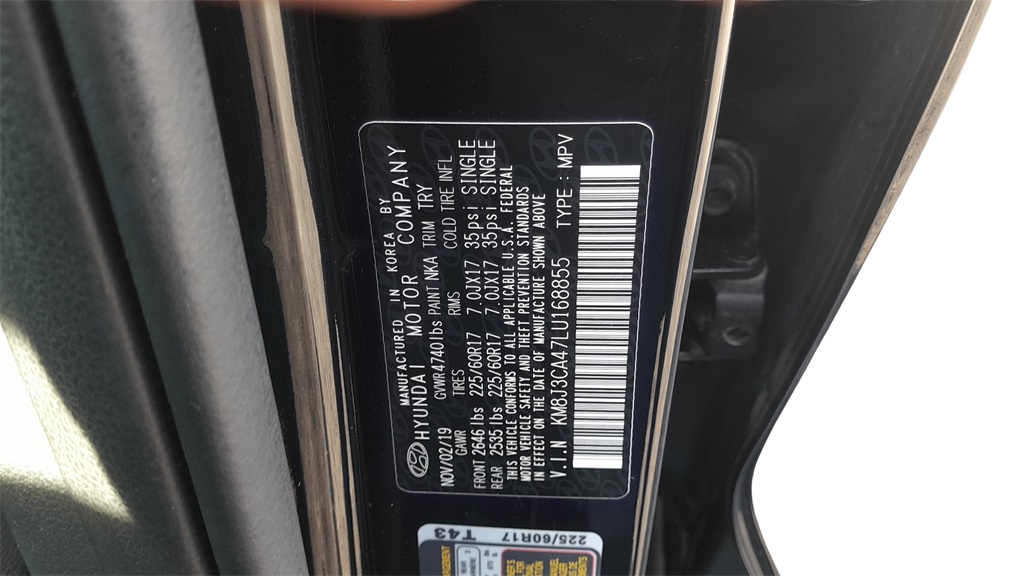 MANUFACTURED IN KOREA BY
HYUNDAI MOTOR COMPANY
NOV/02/19 GVWR 4740lbs PAINT NKA TRIM TRY
GAWR TIRES RIMS COLD TIRE INFL
FRONT 2646 lbs 225/60R17 7.0JX17 35psi SINGLE
REAR 2535 lbs 225/60R17 7.0JX17 35psi SINGLE
THIS VEHICLE CONFORMS TO ALL APPLICABLE U.S.A. FEDERAL
MOTOR VEHICLE SAFETY AND THEFT PREVENTION STANDARDS
IN EFFECT ON THE DATE OF MANUFACTURE SHOWN ABOVE
V.I.N KM8J3CA47LU168855 TYPE : MPV
T43
225/60R17